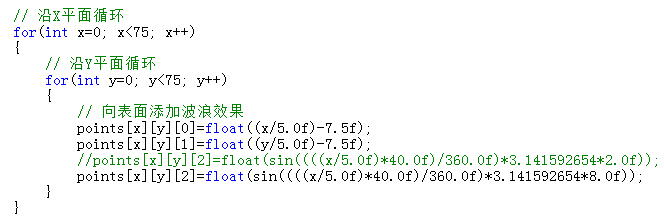 // 沿X平面循环
for(int x=0; x<75; x++)
{
// 沿Y平面循环
for(int y=0; y<75; y++)
{
// 向表面添加波浪效果
points[x][y][0]=float((x/5.0f)-7.5f);
points[x][y][1]=float((y/5.0f)-7.5f);
//points[x][y][2]=float(sin((((x/5.0f)*40.0f)/360.0f)*3.141592654*2.0f));
points[x][y][2]=float(sin((((x/5.0f)*40.0f)/360.0f)*3.141592654*8.0f));
}
}